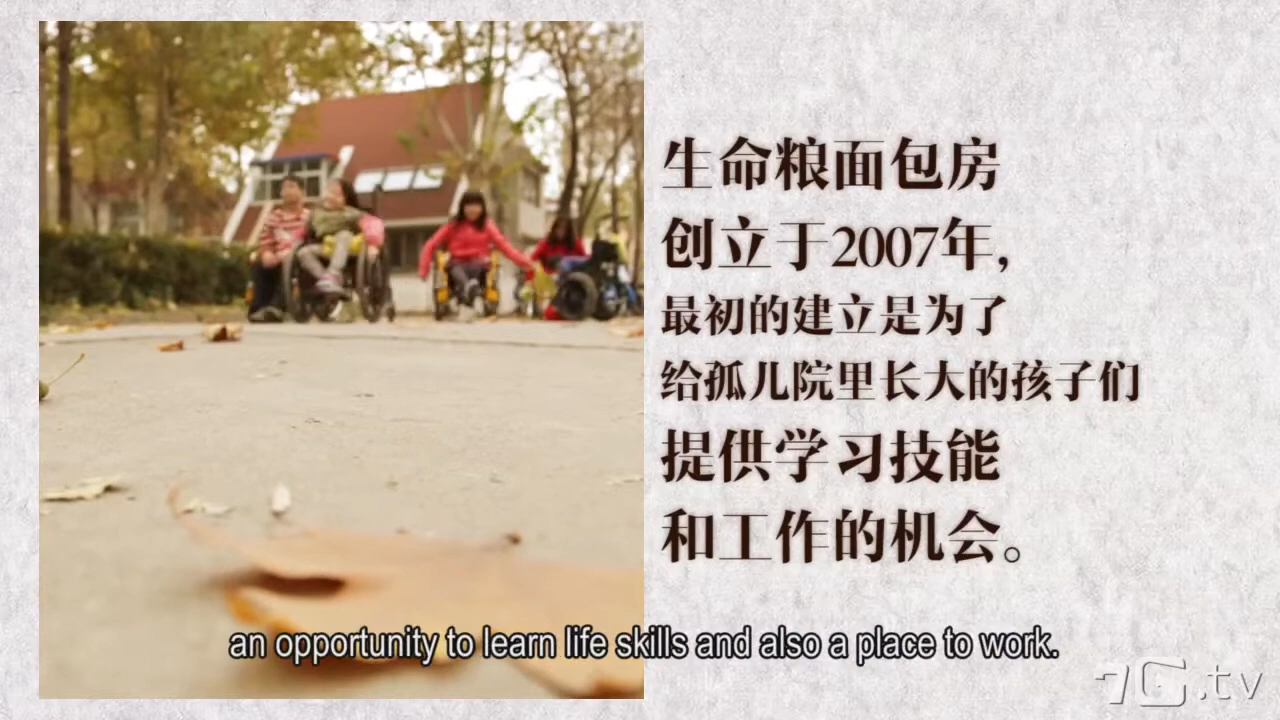 生命粮面包房
创立于2007年,
最初的建立是为了
给孤儿院里长大的孩子们
提供学习技能
和工作的机会。
an opportunity to learn life skills and also a place to work.
7G.tv